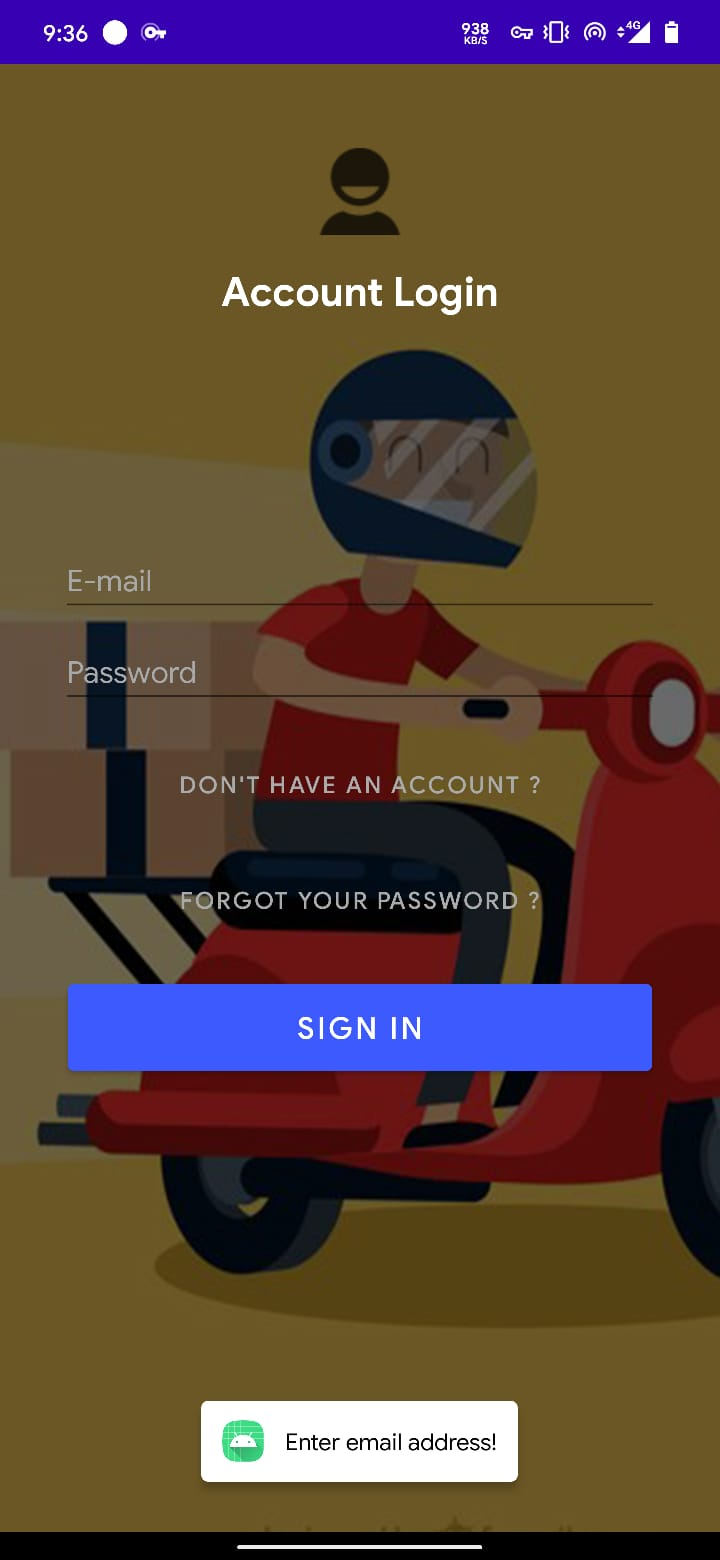 9:36
938
KB/S
4G
Account Login
E-mail
Password
DON'T HAVE AN ACCOUNT ?
FORGOT YOUR PASSWORD ?
SIGN IN
Enter email address!